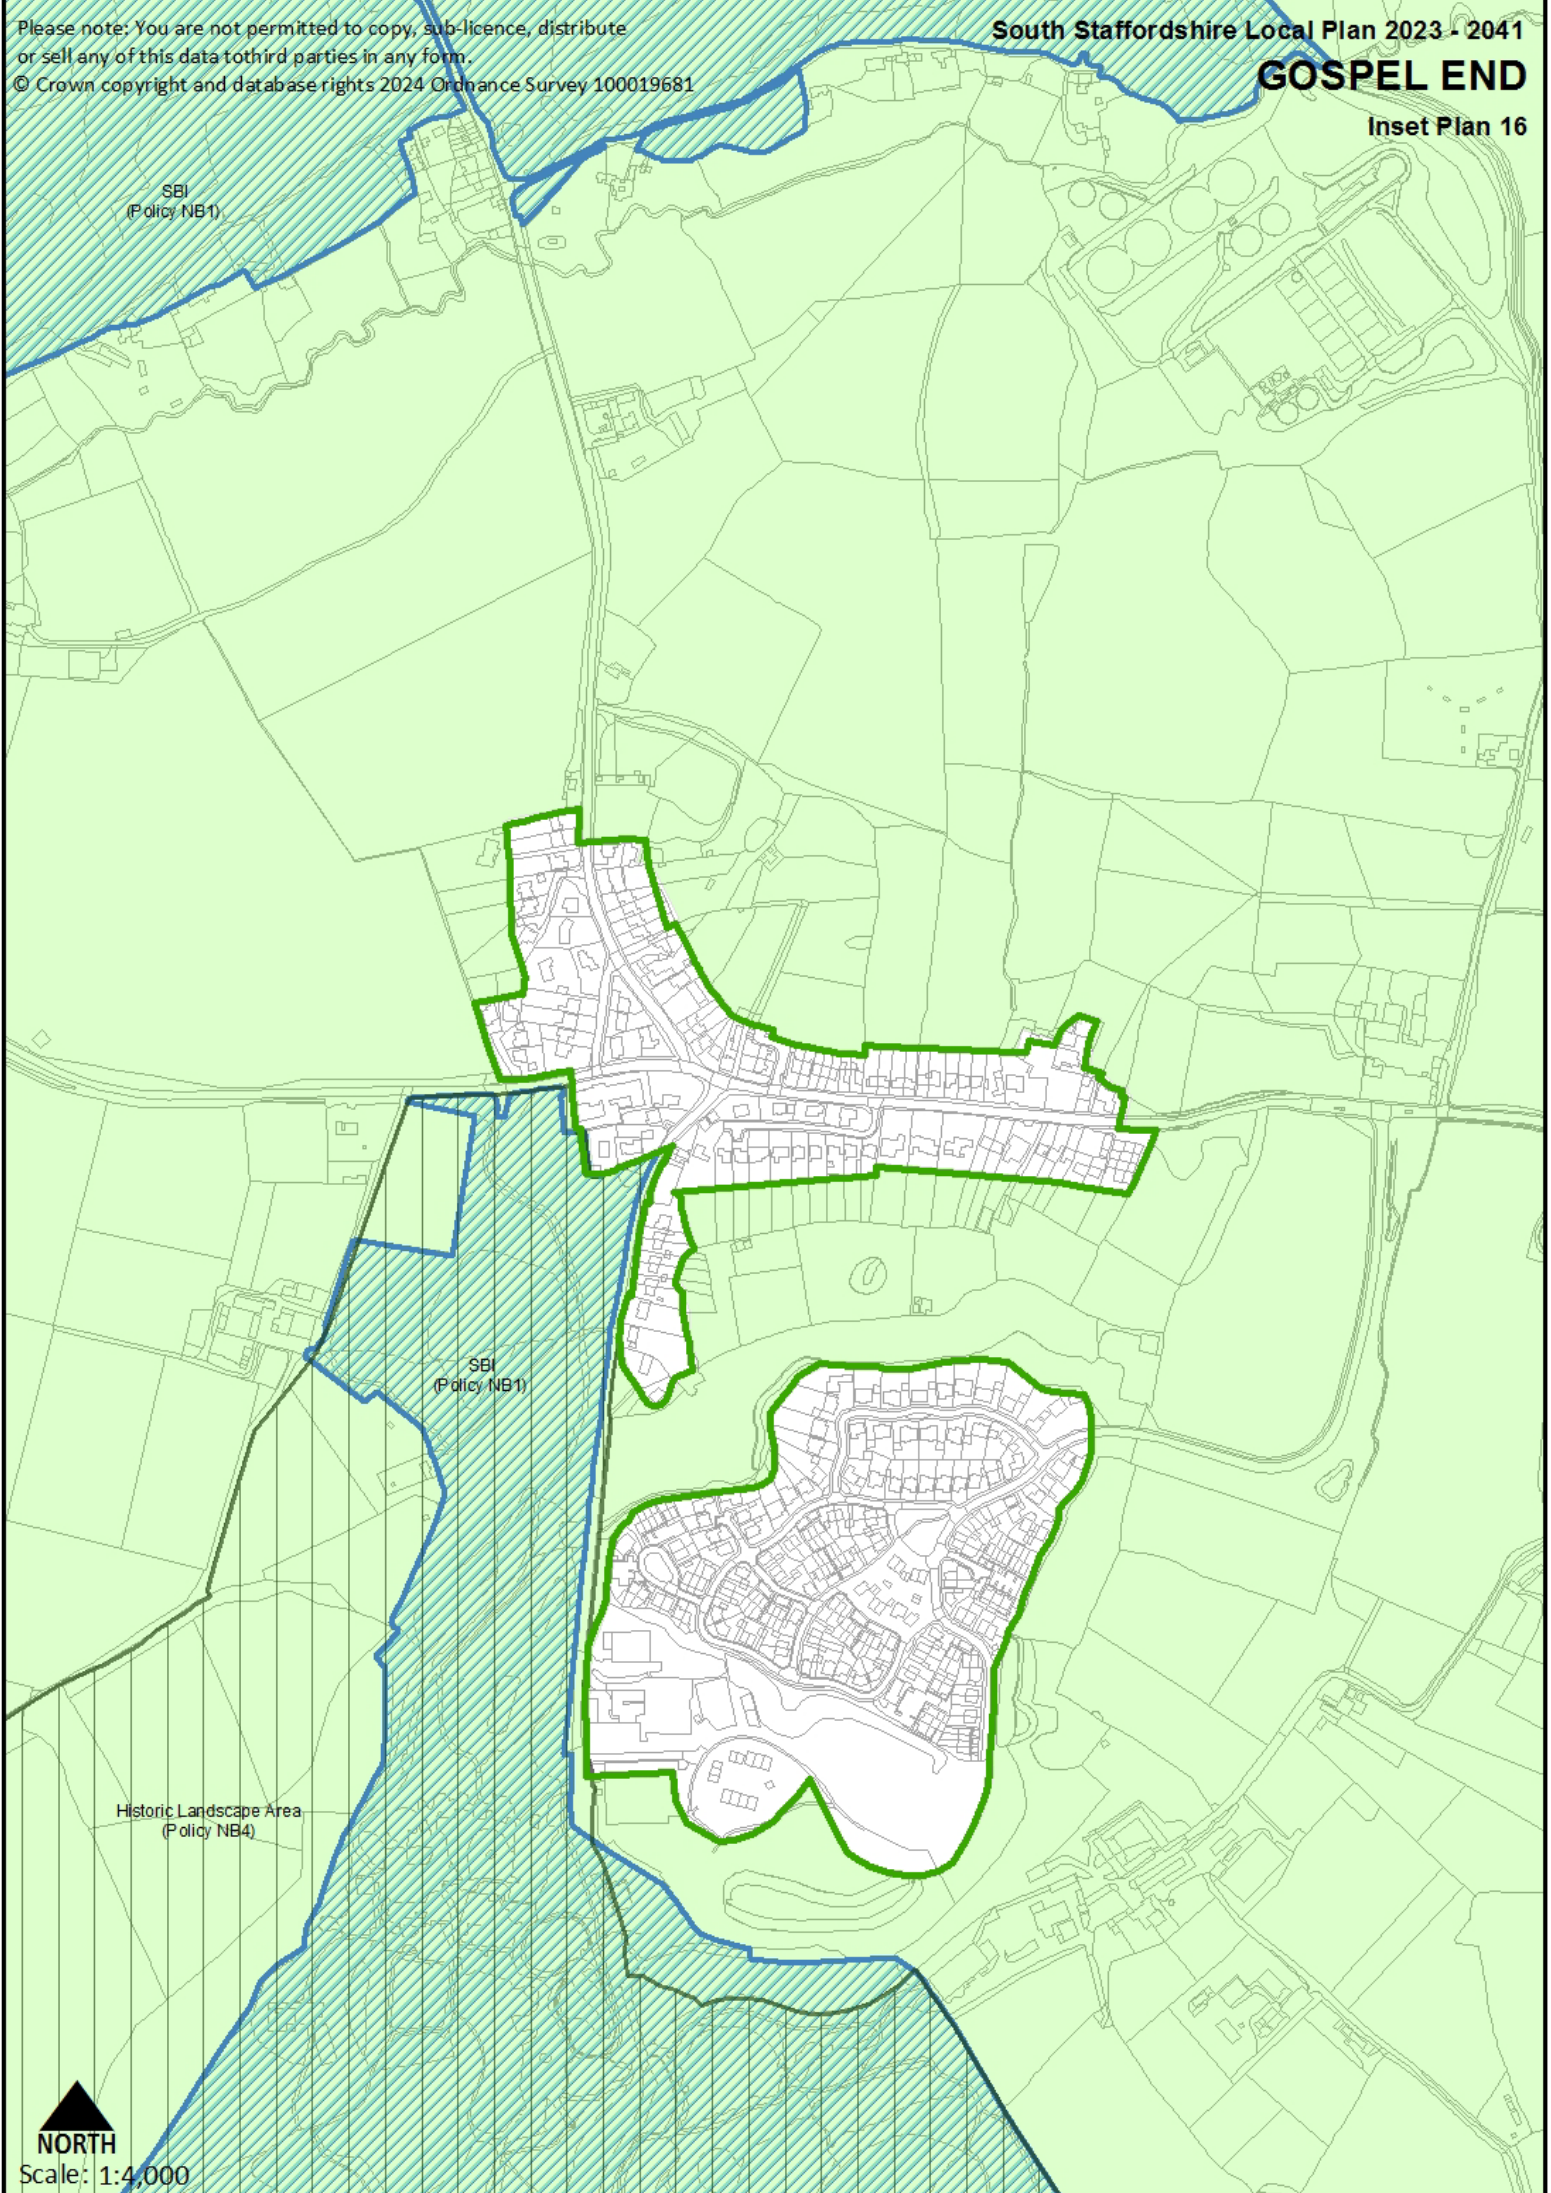 Please note: You are not permitted to copy, sub-licence, distribute
or sell any of this data tothird parties in any form.
© Crown copyright and database rights 2024 Ordnance Survey 100019681
South Staffordshire Local Plan 2023 - 2041
GOSPEL END
Inset Plan 16
SBI
(Policy NB1)
SBI
(Policy NB1)
Historic Landscape Area
(Policy NB4)
NORTH
Scale: 1:4,000